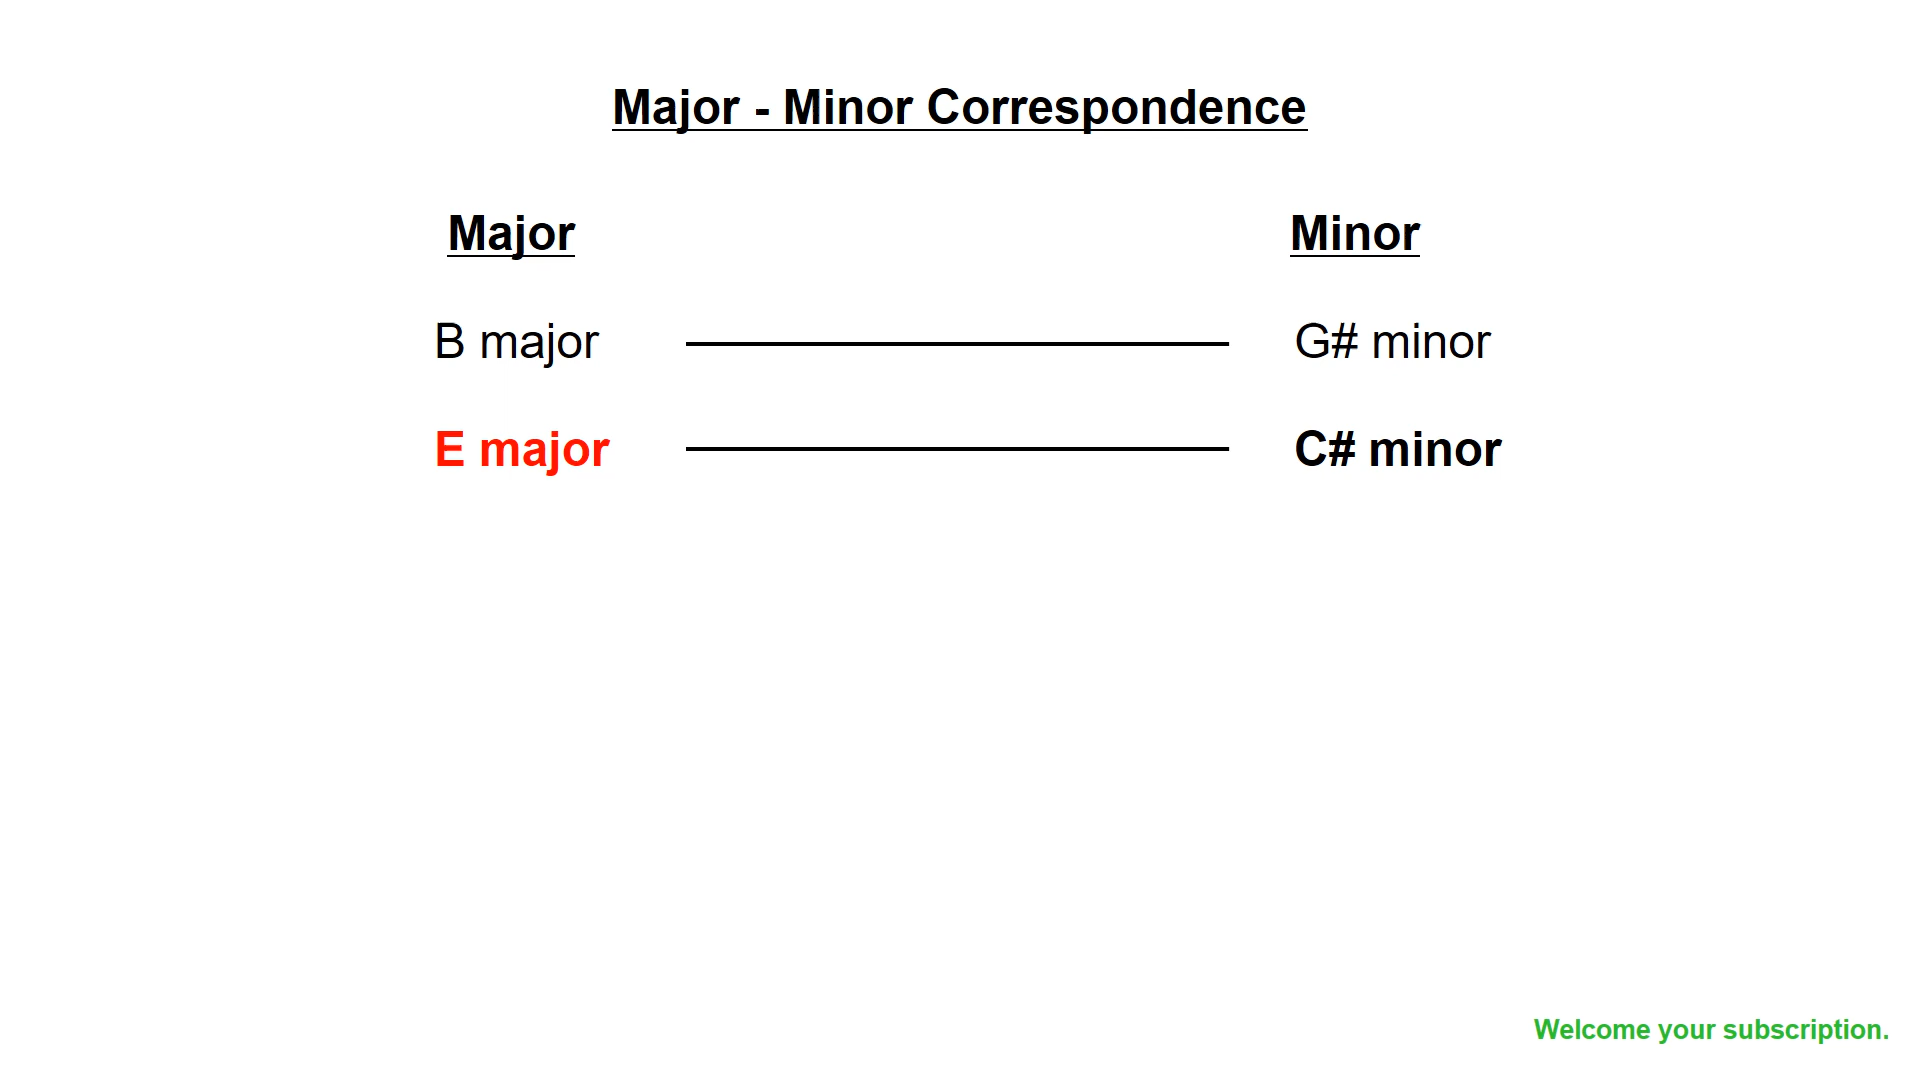 Major - Minor Correspondence
Major Minor
B major G# minor
E major C# minor
Welcome your subscription.